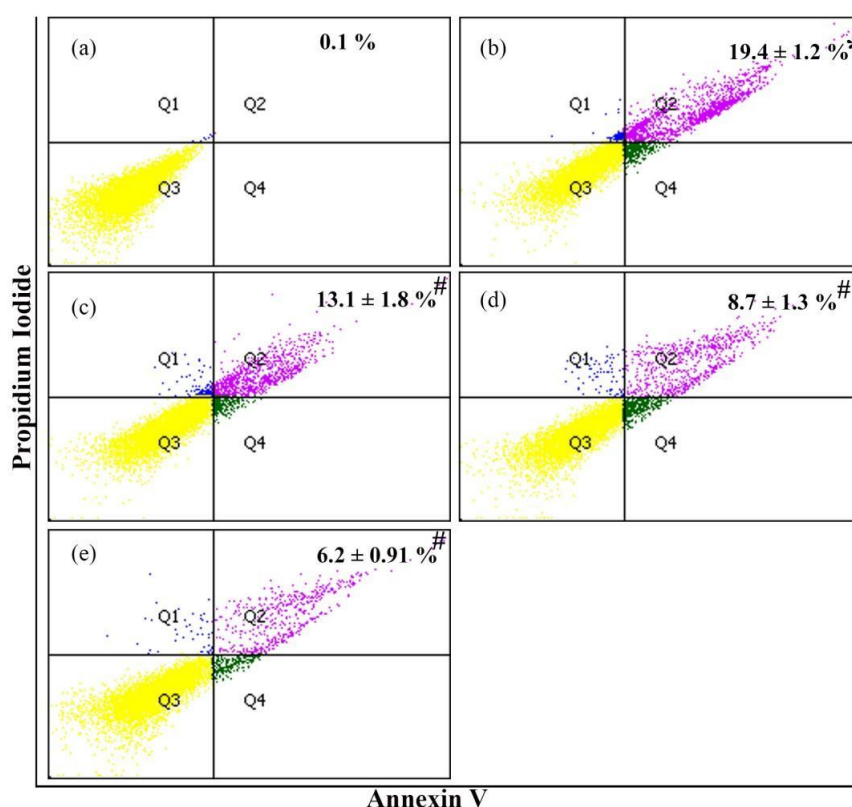 (a)
0.1 %
Q1
Q2
Q3
Q4
(b)
19.4 ± 1.2 %*
Q1
Q2
Q3
Q4
(c)
13.1 ± 1.8 %#
Q1
Q2
Q3
Q4
(d)
8.7 ± 1.3 %#
Q1
Q2
Q3
Q4
(e)
6.2 ± 0.91 %#
Q1
Q2
Q3
Q4
Propidium Iodide
Annexin V